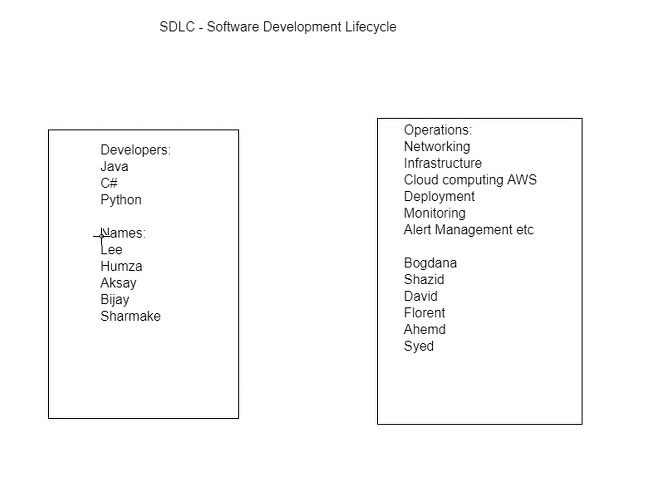 SDLC - Software Development Lifecycle
Developers:
Java
C#
Python
Names:
Lee
Humza
Aksay
Bijay
Sharmake
Operations:
Networking
Infrastructure
Cloud computing AWS
Deployment
Monitoring
Alert Management etc
Bogdana
Shazid
David
Florent
Ahemd
Syed